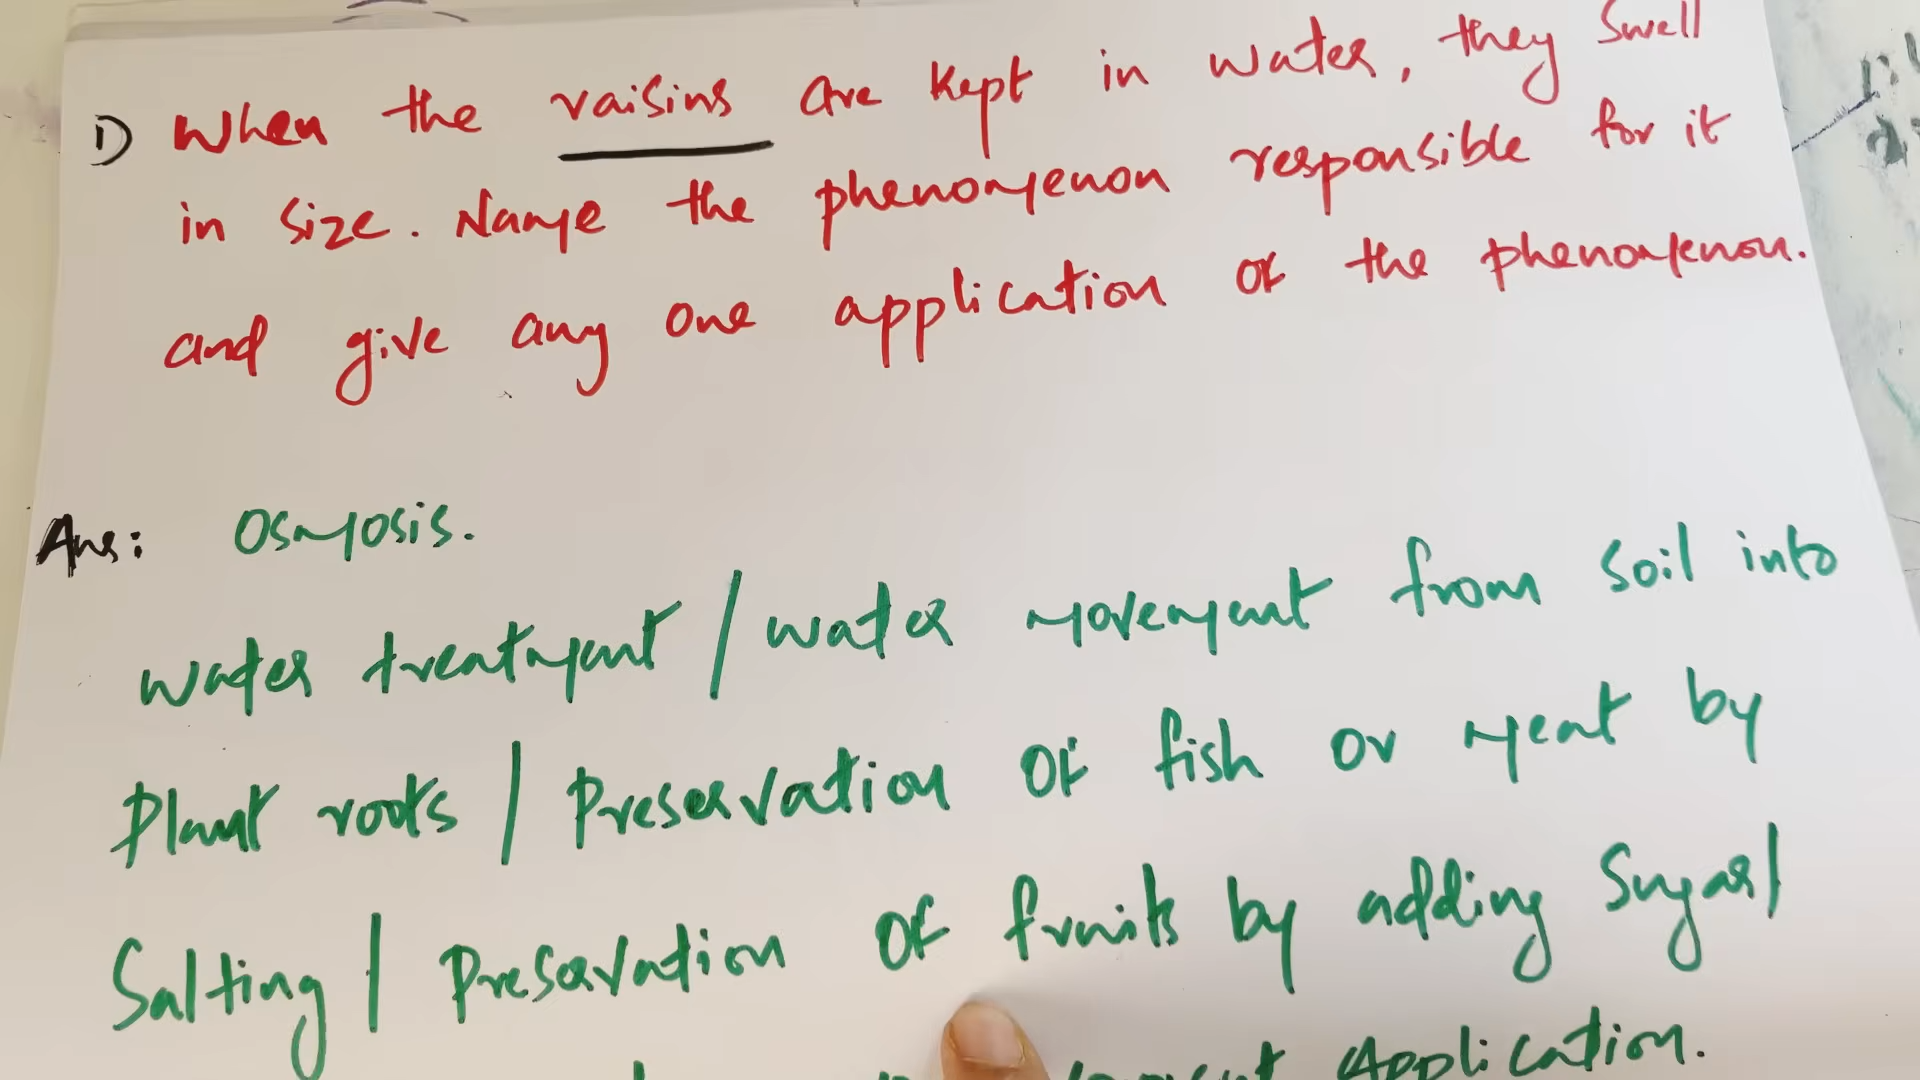 1) When the raisins are kept in water, they swell
in size. Name the phenomenon responsible for it
and give any one application of the phenomenon.
Ans: Osmosis.
Water treatment / water movement from soil into
Plant roots / Preservation of fish or meat by
Salting / Preservation of fruits by adding sugar/
Application.